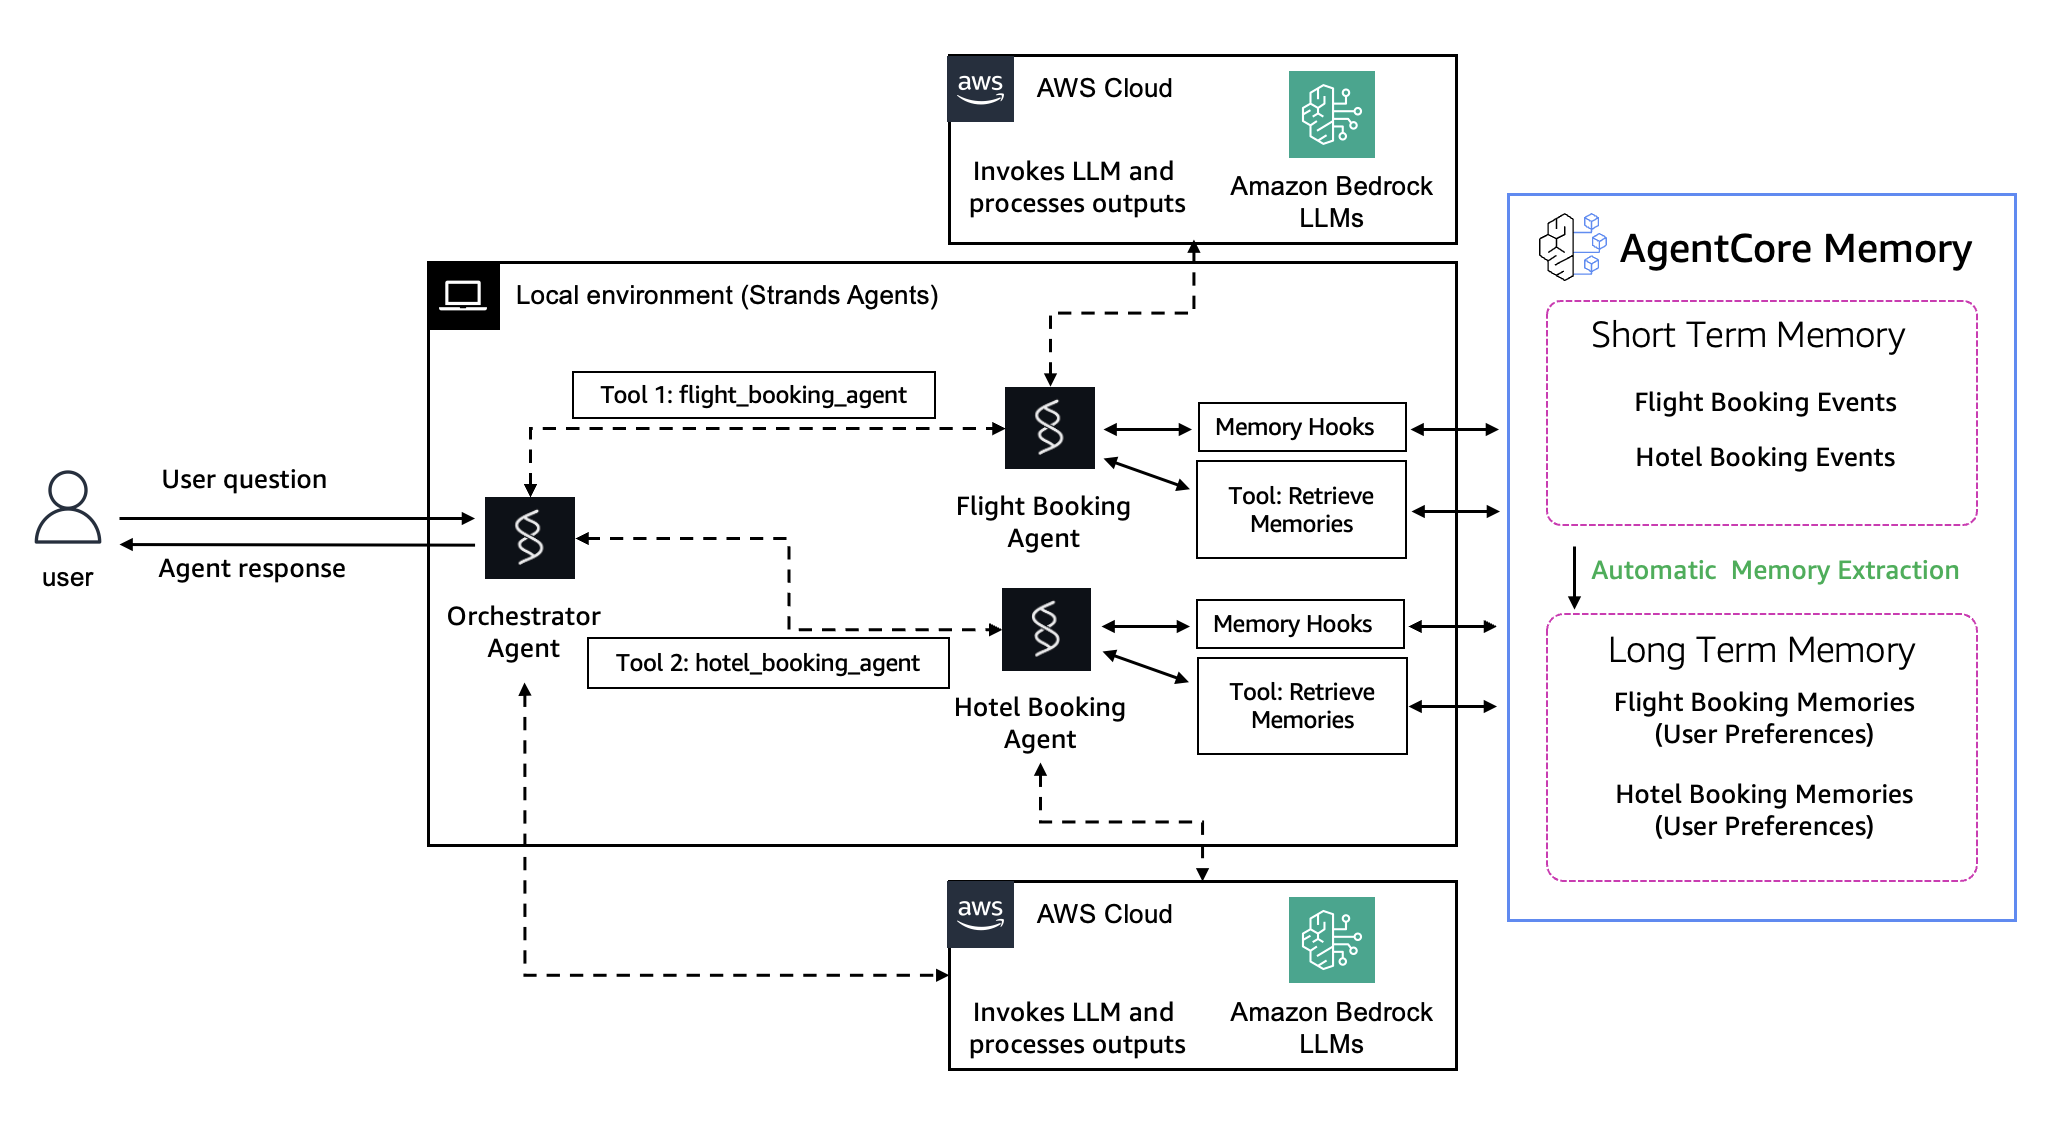 aws
AWS Cloud
Invokes LLM and
processes outputs
Amazon Bedrock
LLMs
Local environment (Strands Agents)
Tool 1: flight_booking_agent
User question
Agent response
user
Orchestrator
Agent
Tool 2: hotel_booking_agent
Flight Booking
Agent
Memory Hooks
Tool: Retrieve
Memories
Hotel Booking
Agent
Memory Hooks
Tool: Retrieve
Memories
AgentCore Memory
Short Term Memory
Flight Booking Events
Hotel Booking Events
Automatic  Memory Extraction
Long Term Memory
Flight Booking Memories
(User Preferences)
Hotel Booking Memories
(User Preferences)
aws
AWS Cloud
Invokes LLM and
processes outputs
Amazon Bedrock
LLMs